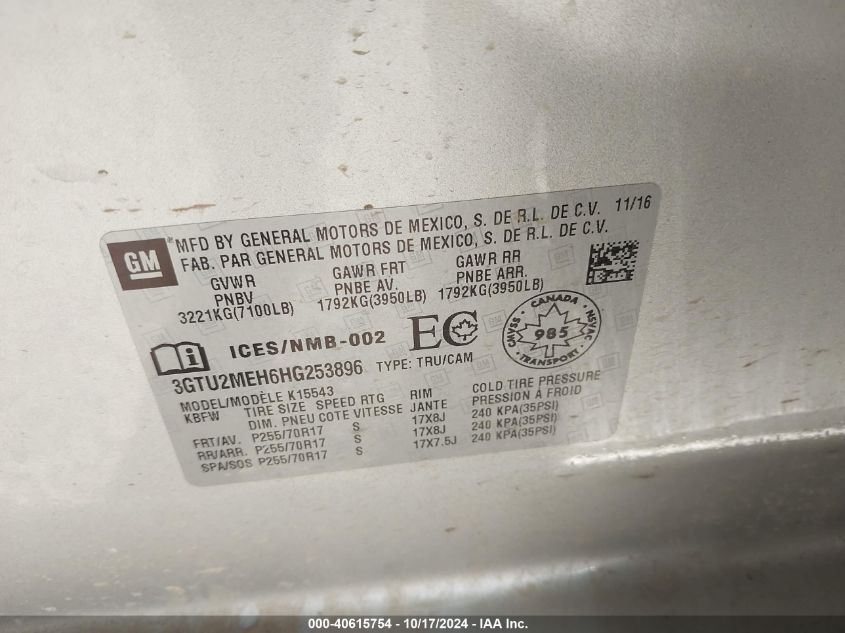 GM
MFD BY GENERAL MOTORS DE MEXICO, S. DE R.L. DE C.V. 11/16
FAB. PAR GENERAL MOTORS DE MEXICO, S. DE R.L. DE C.V.
GVWR GAWR FRT GAWR RR
PNBV PNBE AV. PNBE ARR.
3221KG(7100LB) 1792KG(3950LB) 1792KG(3950LB)
ICES/NMB-002 EC
CANADA
CMVSS 985 NSVAC
TRANSPORT
3GTU2MEH6HG253896 TYPE: TRU/CAM
MODEL/MODÈLE K15543
KBFW TIRE SIZE SPEED RTG RIM COLD TIRE PRESSURE
DIM. PNEU COTE VITESSE JANTE PRESSION À FROID
FRT/AV. P255/70R17 S 17X8J 240 KPA(35PSI)
RR/ARR. P255/70R17 S 17X8J 240 KPA(35PSI)
SPA/SOS P255/70R17 S 17X7.5J 240 KPA(35PSI)
000-40615754 - 10/17/2024 - IAA Inc.